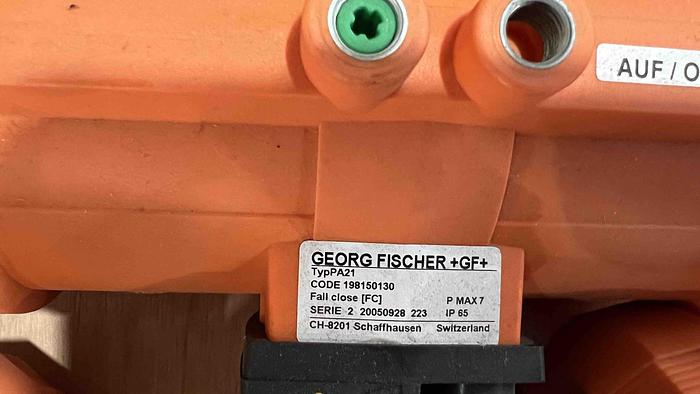 AUF / O
GEORG FISCHER +GF+
TypPA21
CODE 198150130
Fail close [FC] P MAX 7
SERIE 2 20050928 223 IP 65
CH-8201 Schaffhausen Switzerland